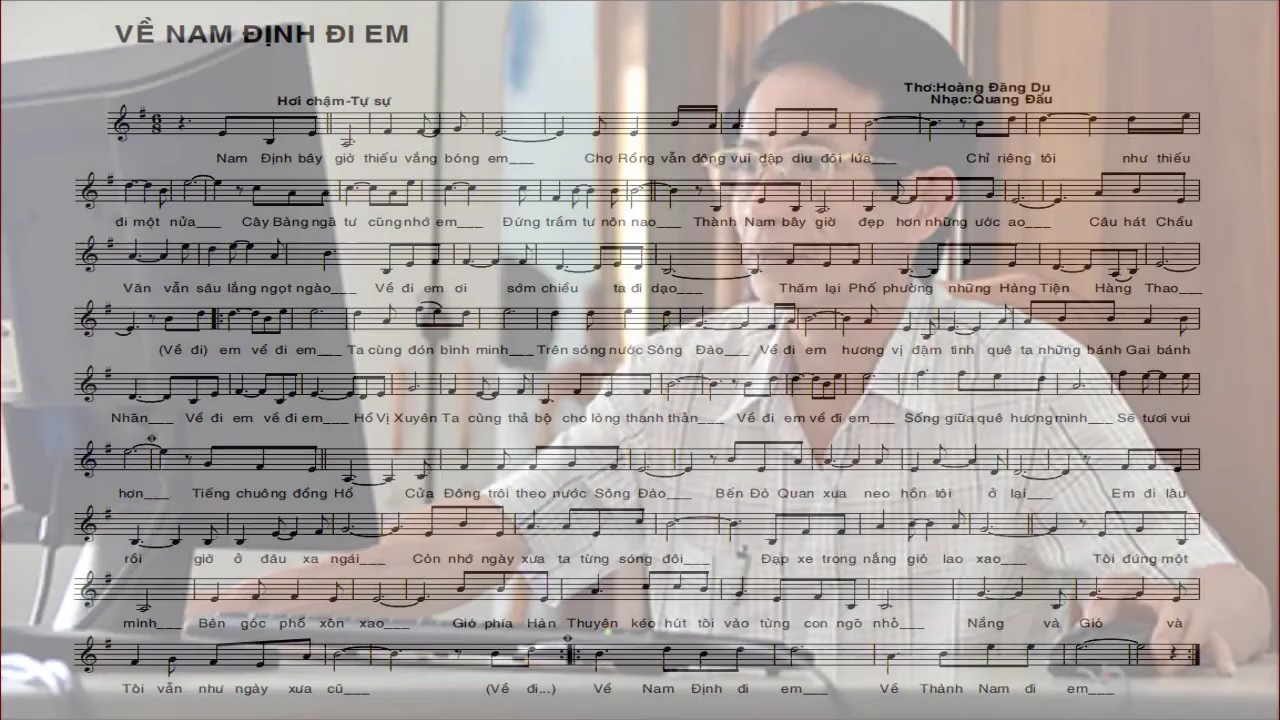 VỀ NAM ĐỊNH ĐI EM
Thơ:Hoàng Đăng Du
Hơi chậm-Tự sự
Nhạc:Quang Đẩu
Nam Định bây giờ thiếu vắng bóng em___ Chợ Rồng vẫn đông vui dập dìu đôi lứa___ Chỉ riêng tôi như thiếu
đi một nửa___ Cây Bàng ngã tư cũng nhớ em___ Đừng trầm tư nôn nao___ Thành Nam bây giờ đẹp hơn những ước ao___ Câu hát Chầu
Văn vẫn sâu lắng ngọt ngào___ Về đi em ơi sớm chiều ta đi dạo___ Thăm lại Phố phường những Hàng Tiện Hàng Thao___
(Về đi) em về đi em___ Ta cùng đón bình minh___ Trên sóng nước Sông Đào___ Về đi em hương vị đậm tình quê ta những bánh Gai bánh
Nhãn___ Về đi em về đi em___ Hồ Vị Xuyên Ta cùng thả bộ cho lòng thanh thản___ Về đi em về đi em___ Sống giữa quê hương mình___ Sẽ tươi vui
hơn___ Tiếng chuông đồng Hồ Cửa Đông trôi theo nước Sông Đào___ Bến Đò Quan xưa neo hồn tôi ở lại___ Em đi lâu
rồi giờ ở đâu xa ngái___ Còn nhớ ngày xưa ta từng sóng đôi___ Đạp xe trong nắng gió lao xao___ Tôi đứng một
mình___ Bên góc phố xôn xao___ Gió phía Hàn Thuyên kéo hút tôi vào từng con ngõ nhỏ___ Nắng và Gió và
Tôi vẫn như ngày xưa cũ___ (Về đi...) Về Nam Định đi em___ Về Thành Nam đi em___